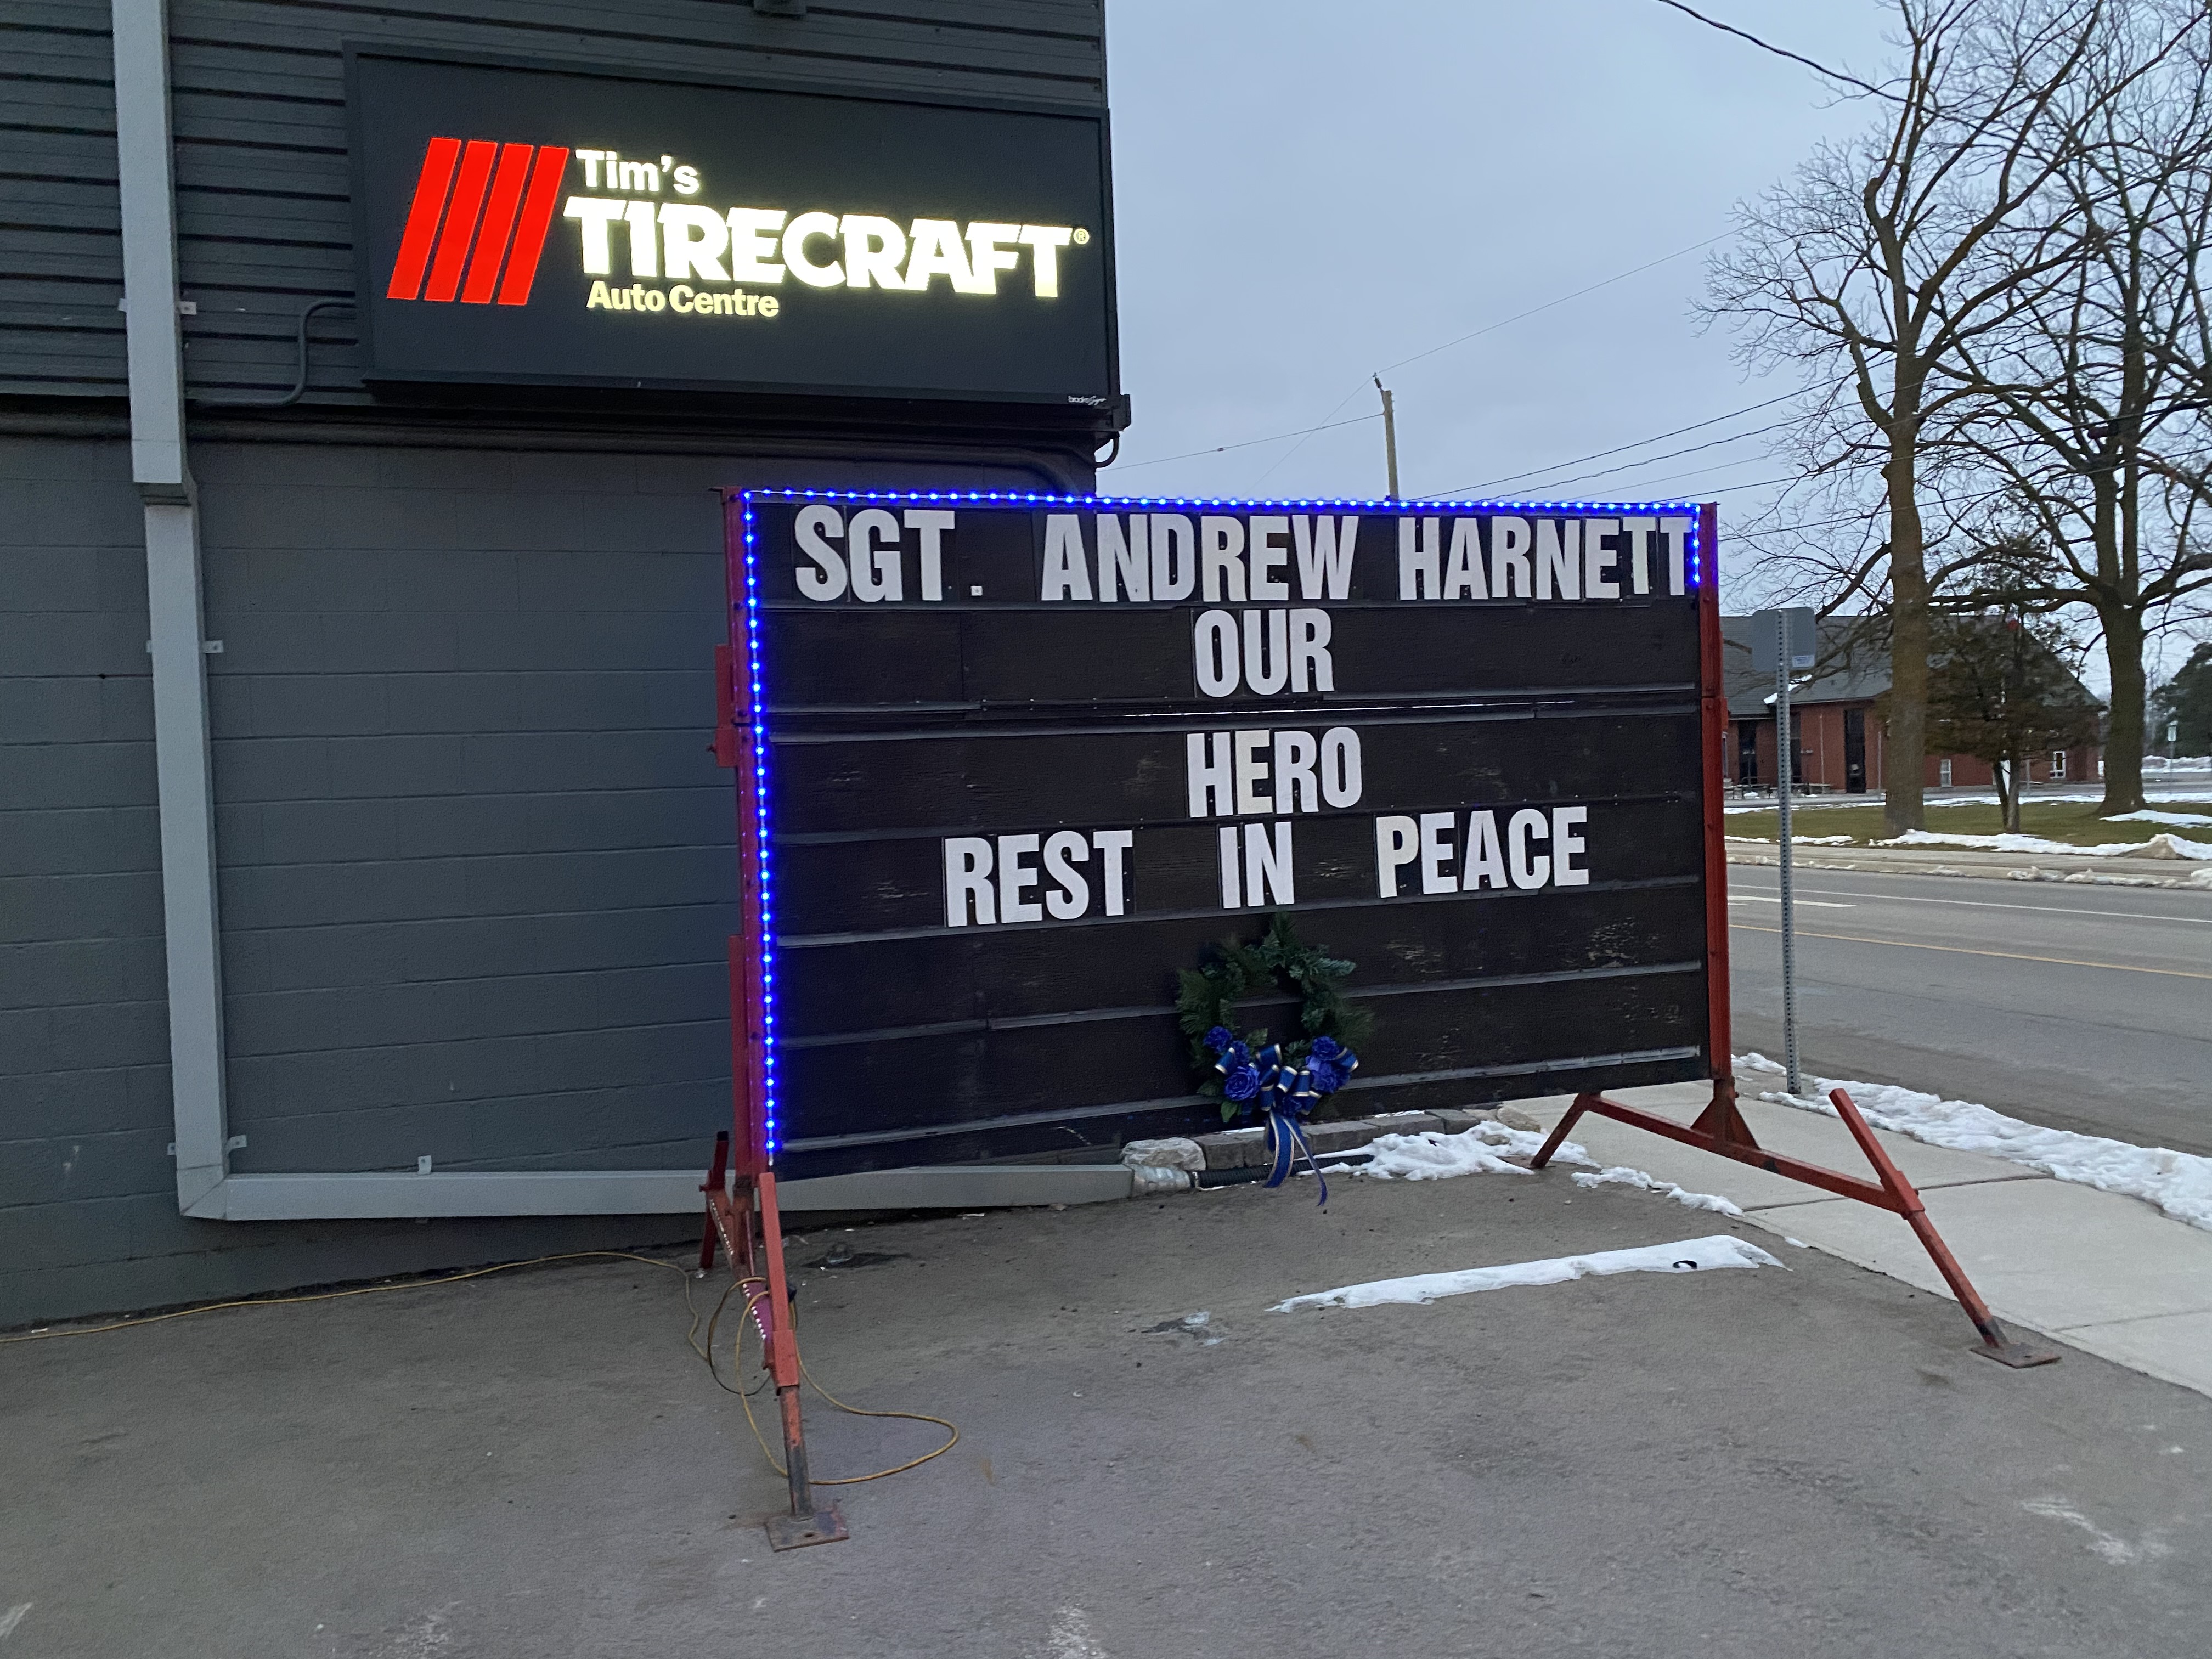 Tim's
TIRECRAFT®
Auto Centre
SGT. ANDREW HARNETT
OUR
HERO
REST IN PEACE